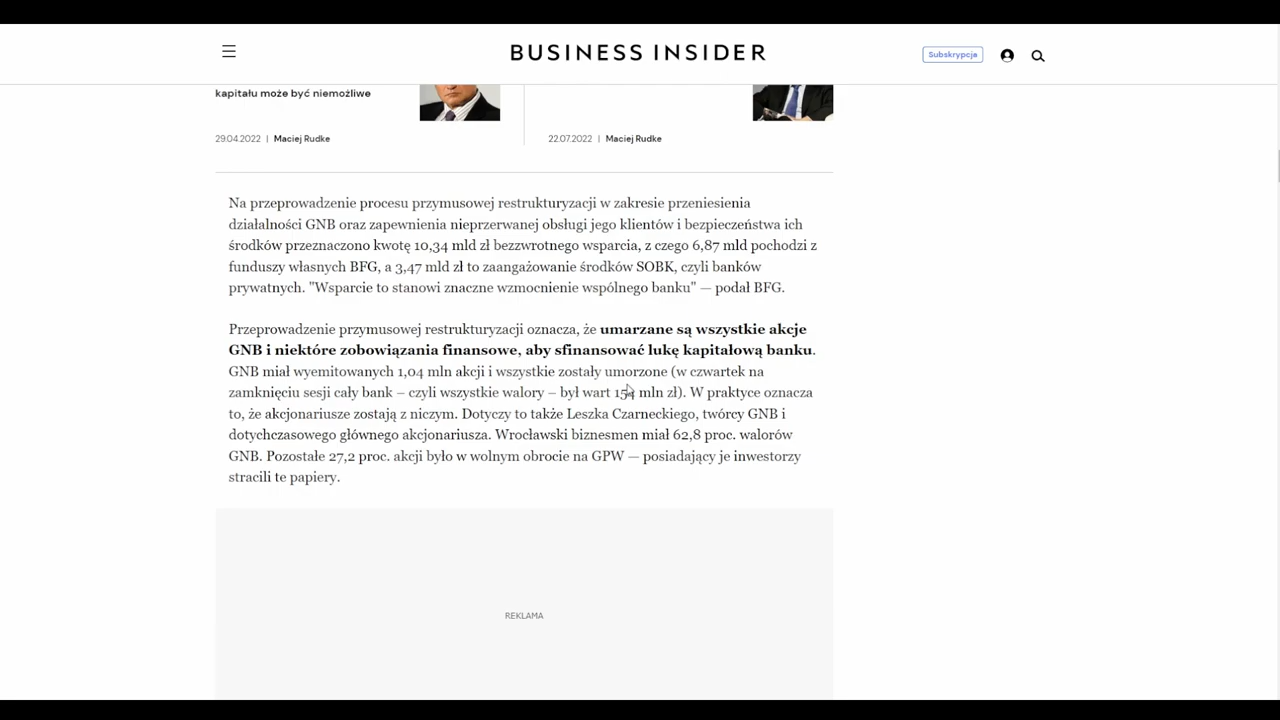 BUSINESS INSIDER
Subskrypcja
kapitału może być niemożliwe
29.04.2022 | Maciej Rudke
22.07.2022 | Maciej Rudke
Na przeprowadzenie procesu przymusowej restrukturyzacji w zakresie przeniesienia
działalności GNB oraz zapewnienia nieprzerwanej obsługi jego klientów i bezpieczeństwa ich
środków przeznaczono kwotę 10,34 mld zł bezzwrotnego wsparcia, z czego 6,87 mld pochodzi z
funduszy własnych BFG, a 3,47 mld zł to zaangażowanie środków SOBK, czyli banków
prywatnych. "Wsparcie to stanowi znaczne wzmocnienie wspólnego banku" — podał BFG.
Przeprowadzenie przymusowej restrukturyzacji oznacza, że umarzane są wszystkie akcje
GNB i niektóre zobowiązania finansowe, aby sfinansować lukę kapitałową banku.
GNB miał wyemitowanych 1,04 mln akcji i wszystkie zostały umorzone (w czwartek na
zamknięciu sesji cały bank – czyli wszystkie walory – był wart mln zł). W praktyce oznacza
to, że akcjonariusze zostają z niczym. Dotyczy to także Leszka Czarneckiego, twórcy GNB i
dotychczasowego głównego akcjonariusza. Wrocławski biznesmen miał 62,8 proc. walorów
GNB. Pozostałe 27,2 proc. akcji było w wolnym obrocie na GPW — posiadający je inwestorzy
stracili te papiery.
REKLAMA